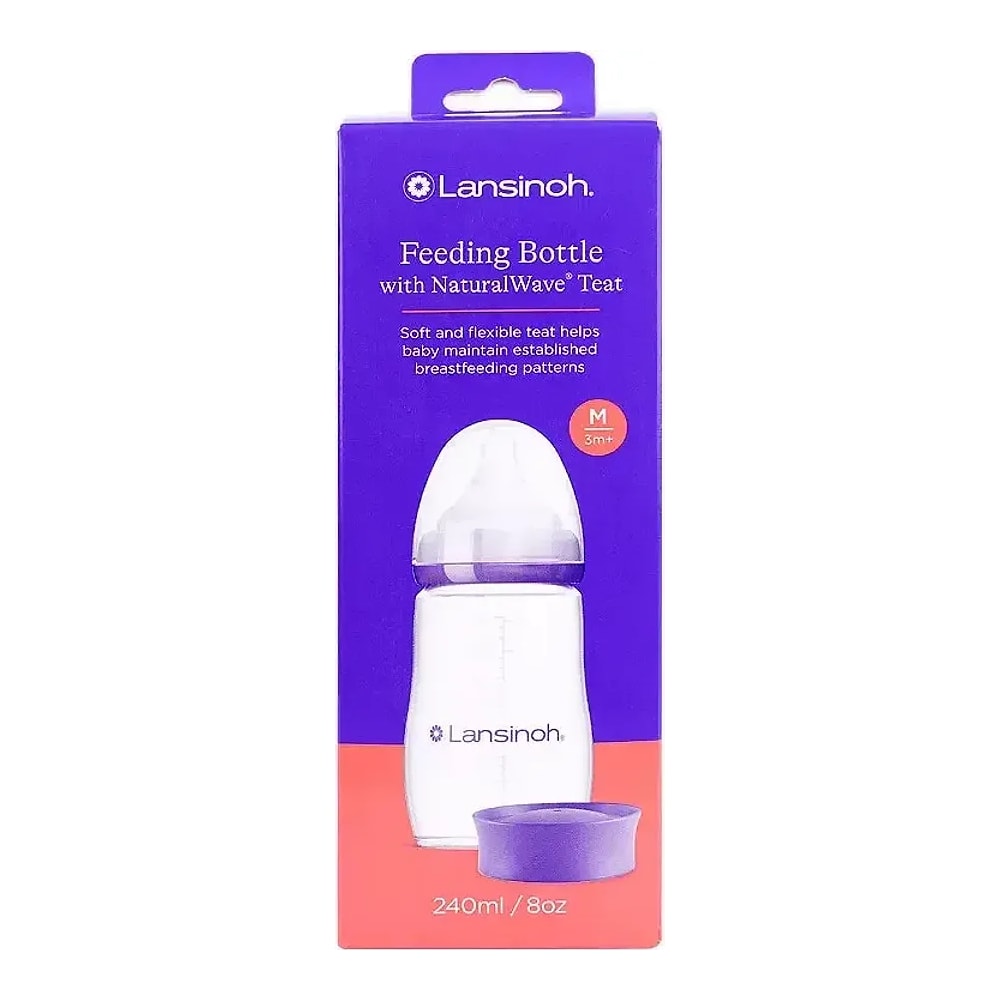 Lansinoh.
Feeding Bottle
with NaturalWave® Teat
Soft and flexible teat helps
baby maintain established
breastfeeding patterns
M
3m+
Lansinoh®
240ml / 8oz